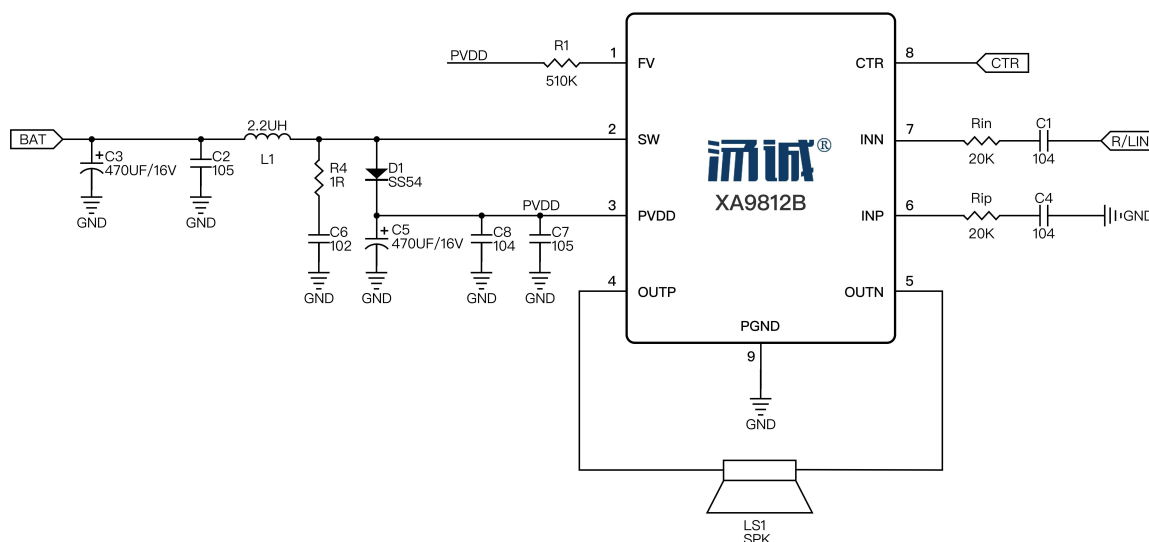 PVDD
R1
510K
1
FV
CTR
8
CTR
BAT
2.2UH
L1
2
SW
INN
7
Rin
20K
C1
104
R/LIN
C3
+
470UF/16V
GND
C2
105
GND
R4
1R
D1
SS54
涌诚®
XA9812B
PVDD
3
PVDD
INP
6
Rip
20K
C4
104
GND
C6
102
GND
C5
+
470UF/16V
GND
C8
104
GND
C7
105
GND
4
OUTP
OUTN
5
PGND
9
GND
LS1
SPK